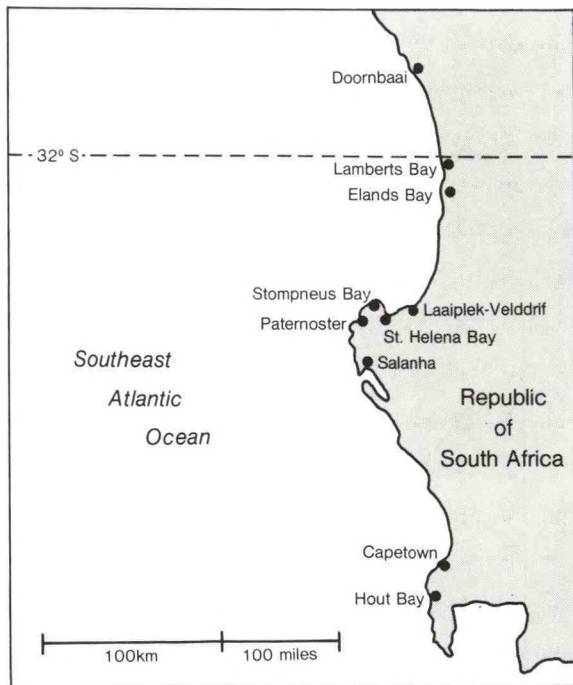 Doornbaai
32° S
Lamberts Bay
Elands Bay
Stompneus Bay
Laaiplek-Velddrif
Paternoster
St. Helena Bay
Salanha
Southeast
Atlantic
Ocean
Republic
of
South Africa
Capetown
Hout Bay
100km
100 miles